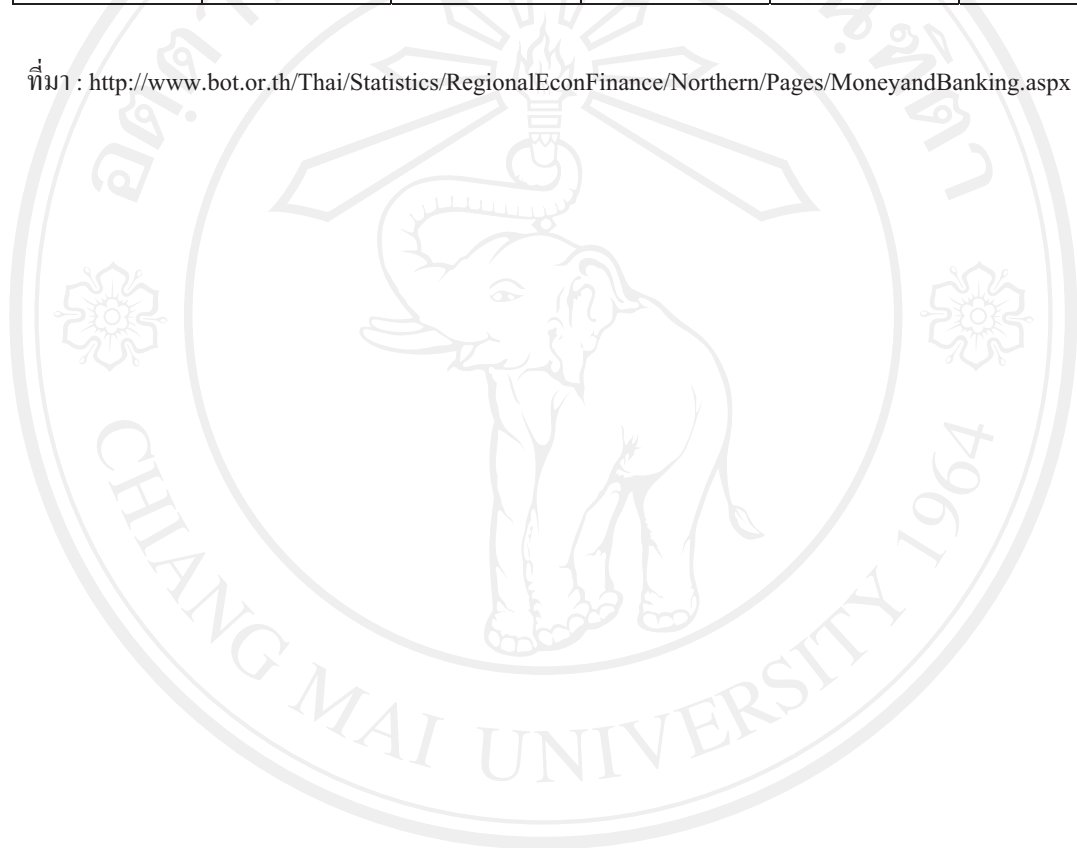 ที่มา : http://www.bot.or.th/Thai/Statistics/RegionalEconFinance/Northern/Pages/MoneyandBanking.aspx
CHIANG MAI UNIVERSITY 1964